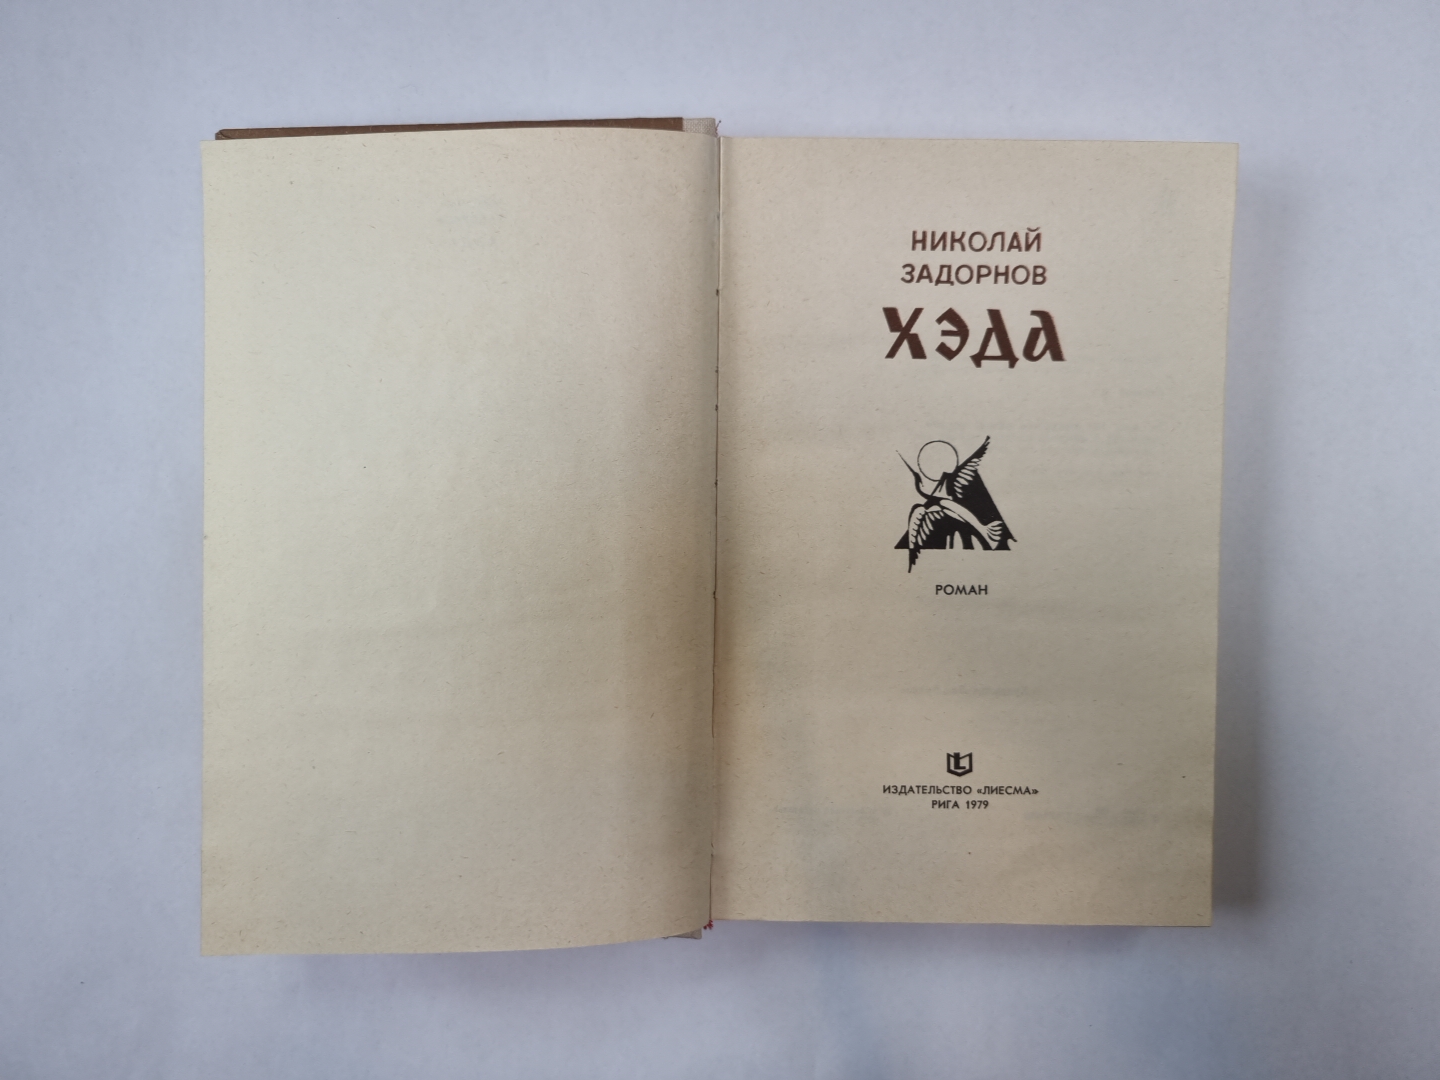 НИКОЛАЙ
ЗАДОРНОВ
ХЭДА
РОМАН
ИЗДАТЕЛЬСТВО «ЛИЕСМА»
РИГА 1979